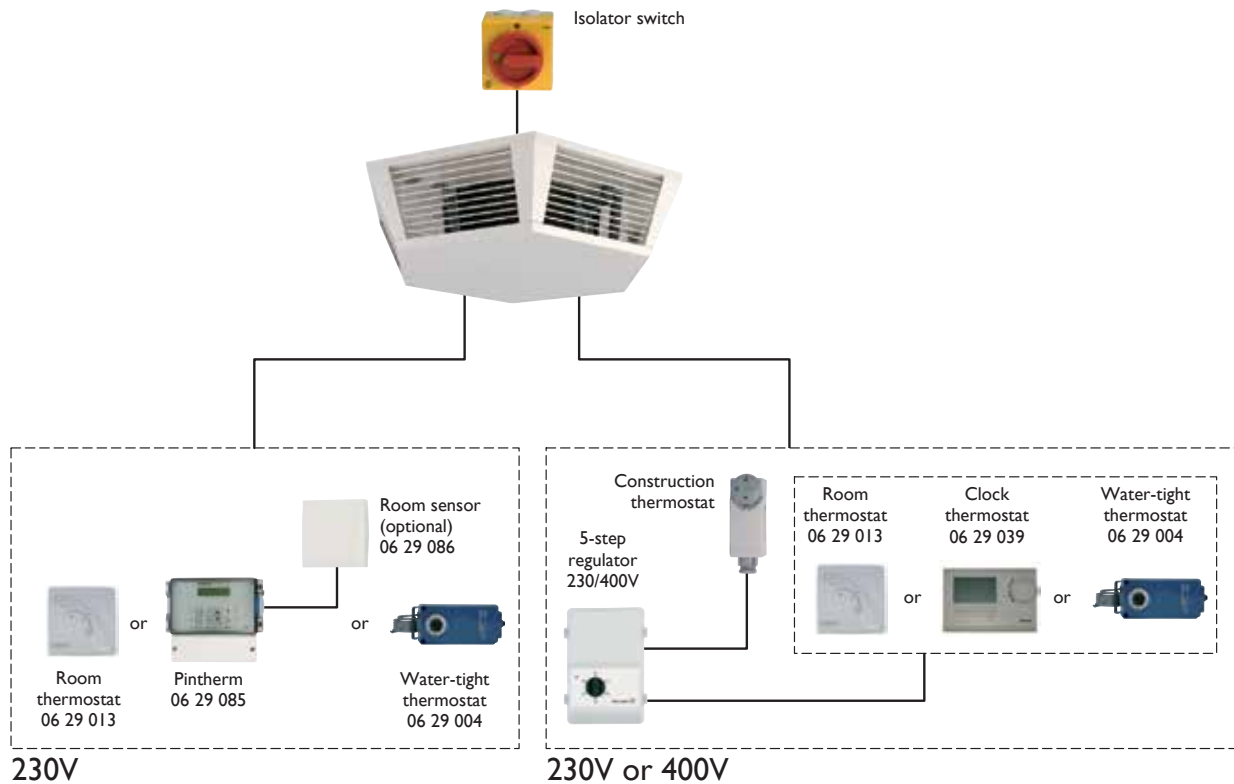 Isolator switch
Room sensor
(optional)
06 29 086
or
or
Room
thermostat
06 29 013
Pintherm
06 29 085
Water-tight
thermostat
06 29 004
230V
Construction
thermostat
5-step
regulator
230/400V
Room
thermostat
06 29 013
Clock
thermostat
06 29 039
Water-tight
thermostat
06 29 004
or
or
230V or 400V